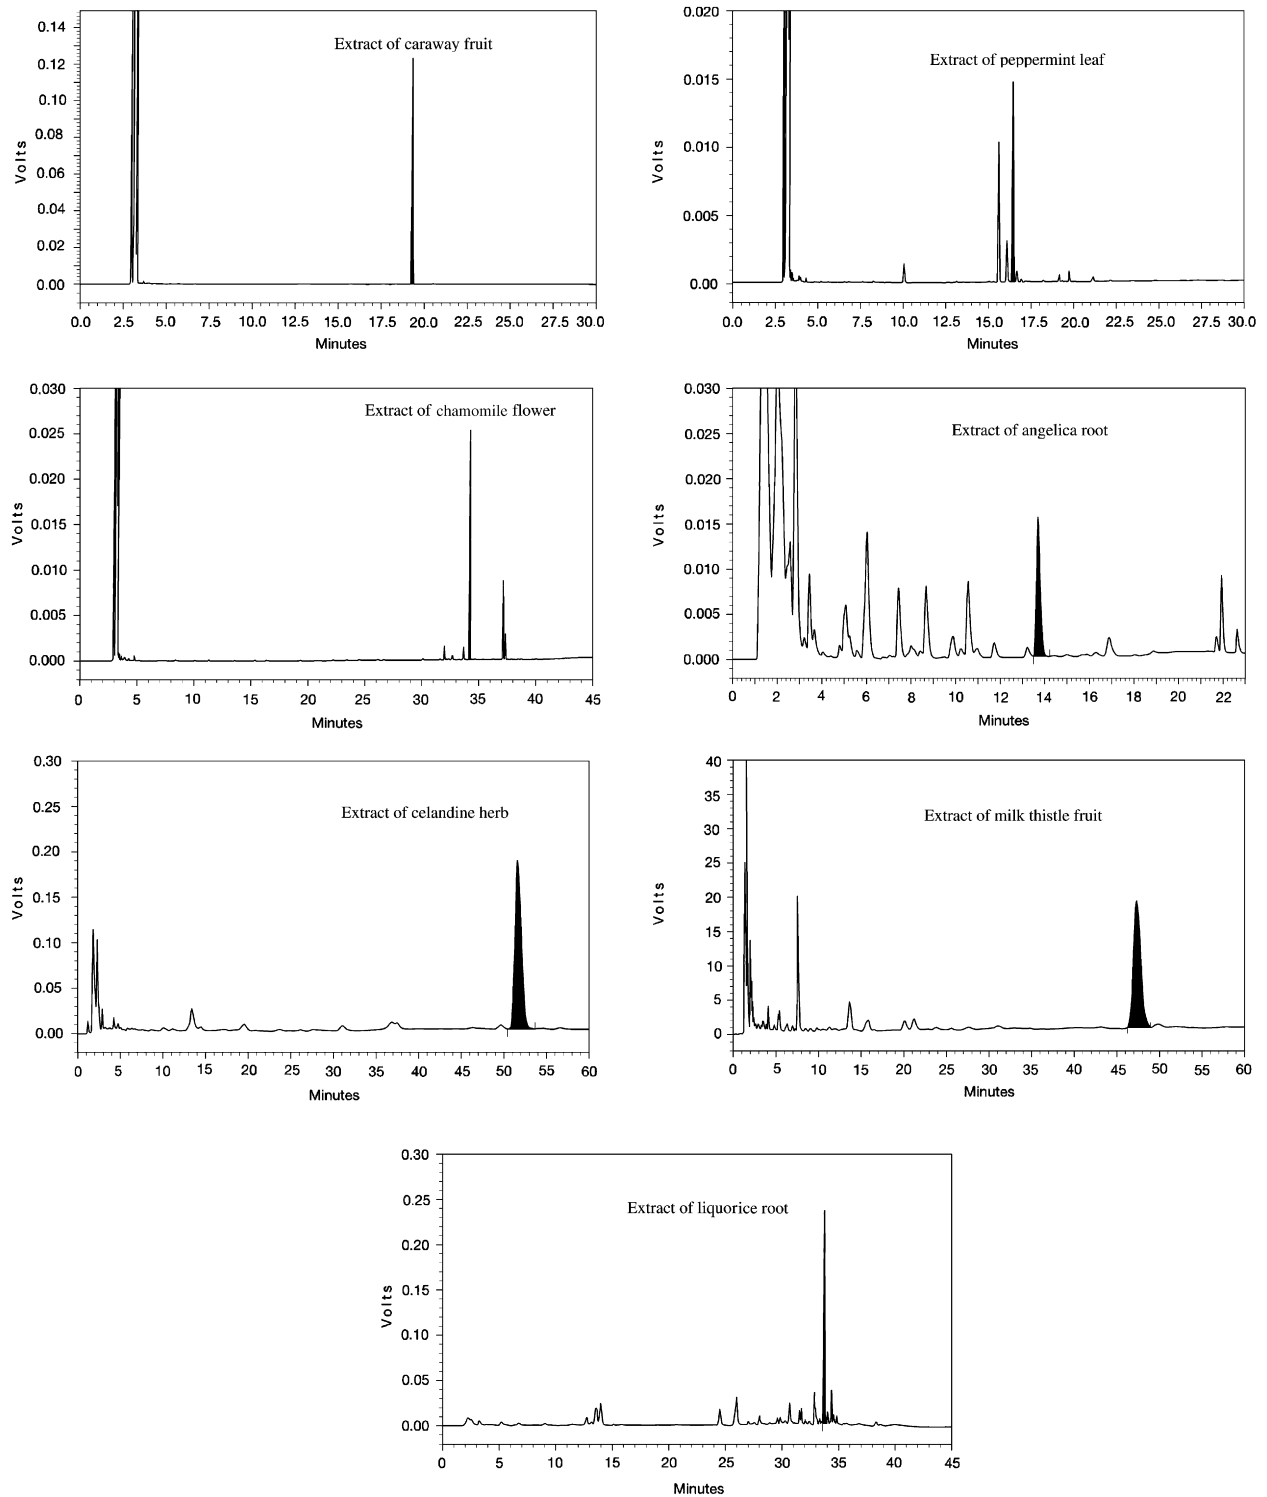 Extract of caraway fruit
Volts
0.14
0.12
0.10
0.08
0.06
0.04
0.02
0.00
0.0 2.5 5.0 7.5 10.0 12.5 15.0 17.5 20.0 22.5 25.0 27.5 30.0
Minutes
Extract of peppermint leaf
Volts
0.020
0.015
0.010
0.005
0.000
0.0 2.5 5.0 7.5 10.0 12.5 15.0 17.5 20.0 22.5 25.0 27.5 30.0
Minutes
Extract of chamomile flower
Volts
0.030
0.025
0.020
0.015
0.010
0.005
0.000
0 5 10 15 20 25 30 35 40 45
Minutes
Extract of angelica root
Volts
0.030
0.025
0.020
0.015
0.010
0.005
0.000
0 2 4 6 8 10 12 14 16 18 20 22
Minutes
Extract of celandine herb
Volts
0.30
0.25
0.20
0.15
0.10
0.05
0.00
0 5 10 15 20 25 30 35 40 45 50 55 60
Minutes
Extract of milk thistle fruit
Volts
40
35
30
25
20
15
10
5
0
0 5 10 15 20 25 30 35 40 45 50 55 60
Minutes
Extract of liquorice root
Volts
0.30
0.25
0.20
0.15
0.10
0.05
0.00
0 5 10 15 20 25 30 35 40 45
Minutes